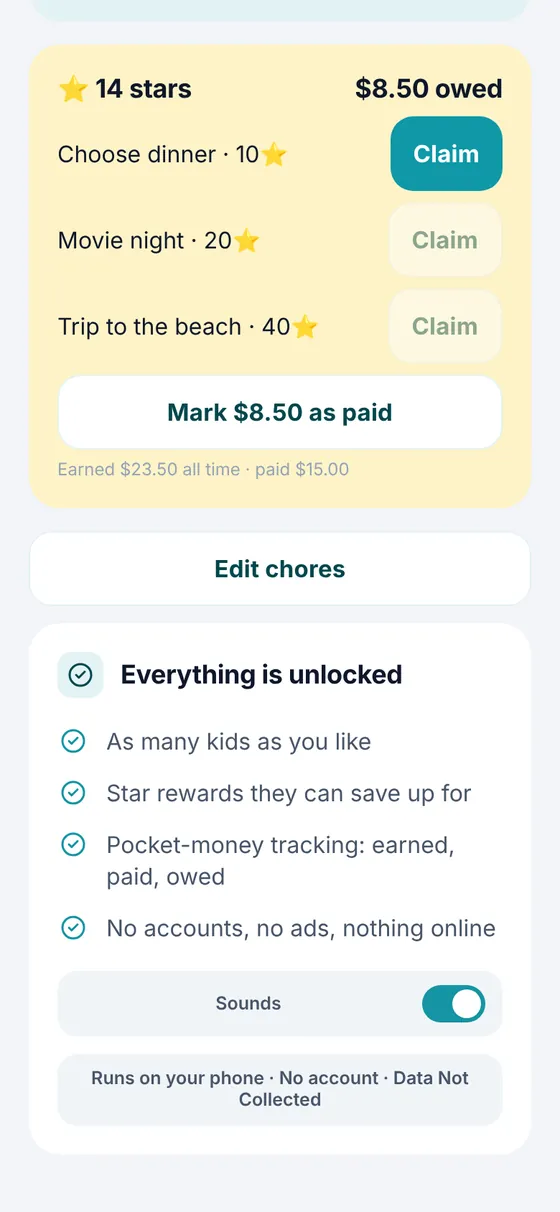 ⭐ 14 stars
$8.50 owed
Choose dinner · 10⭐
Claim
Movie night · 20⭐
Claim
Trip to the beach · 40⭐
Claim
Mark $8.50 as paid
Earned $23.50 all time · paid $15.00
Edit chores
Everything is unlocked
As many kids as you like
Star rewards they can save up for
Pocket-money tracking: earned,
paid, owed
No accounts, no ads, nothing online
Sounds
Runs on your phone · No account · Data Not
Collected